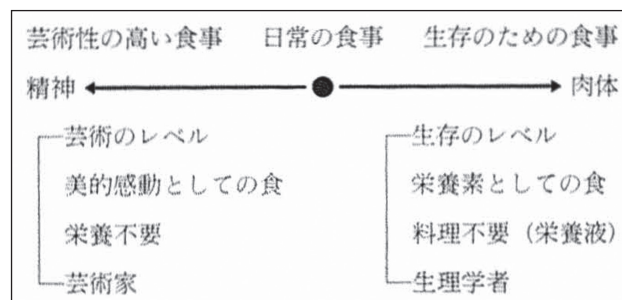 芸術性の高い食事 日常の食事 生存のための食事
精神 肉体
芸術のレベル
美的感動としての食
栄養不要
芸術家
生存のレベル
栄養素としての食
料理不要（栄養液）
生理学者